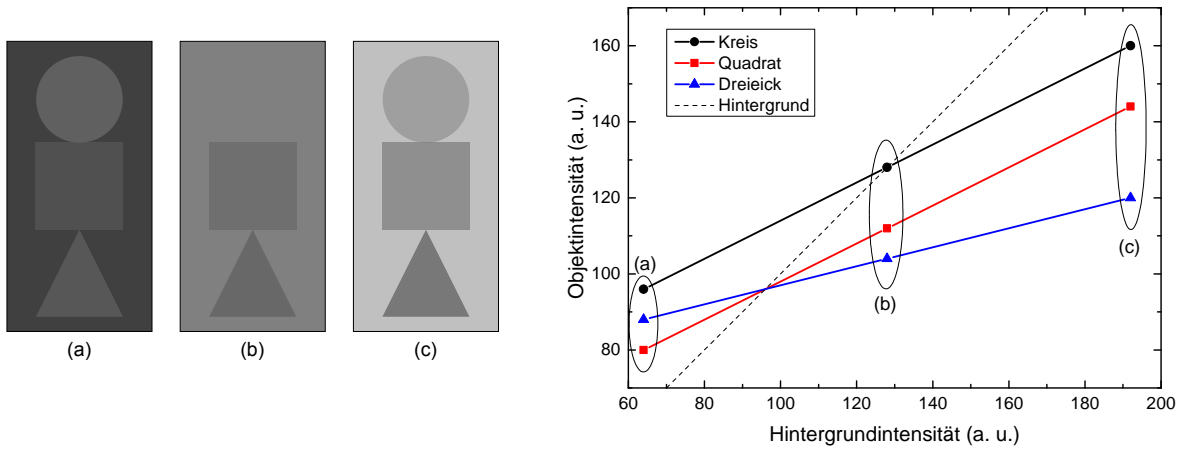 (a)
(b)
(c)
Objektintensität (a. u.)
160
140
120
100
80
Kreis
Quadrat
Dreieick
Hintergrund
(a)
(b)
(c)
60 80 100 120 140 160 180 200
Hintergrundintensität (a. u.)